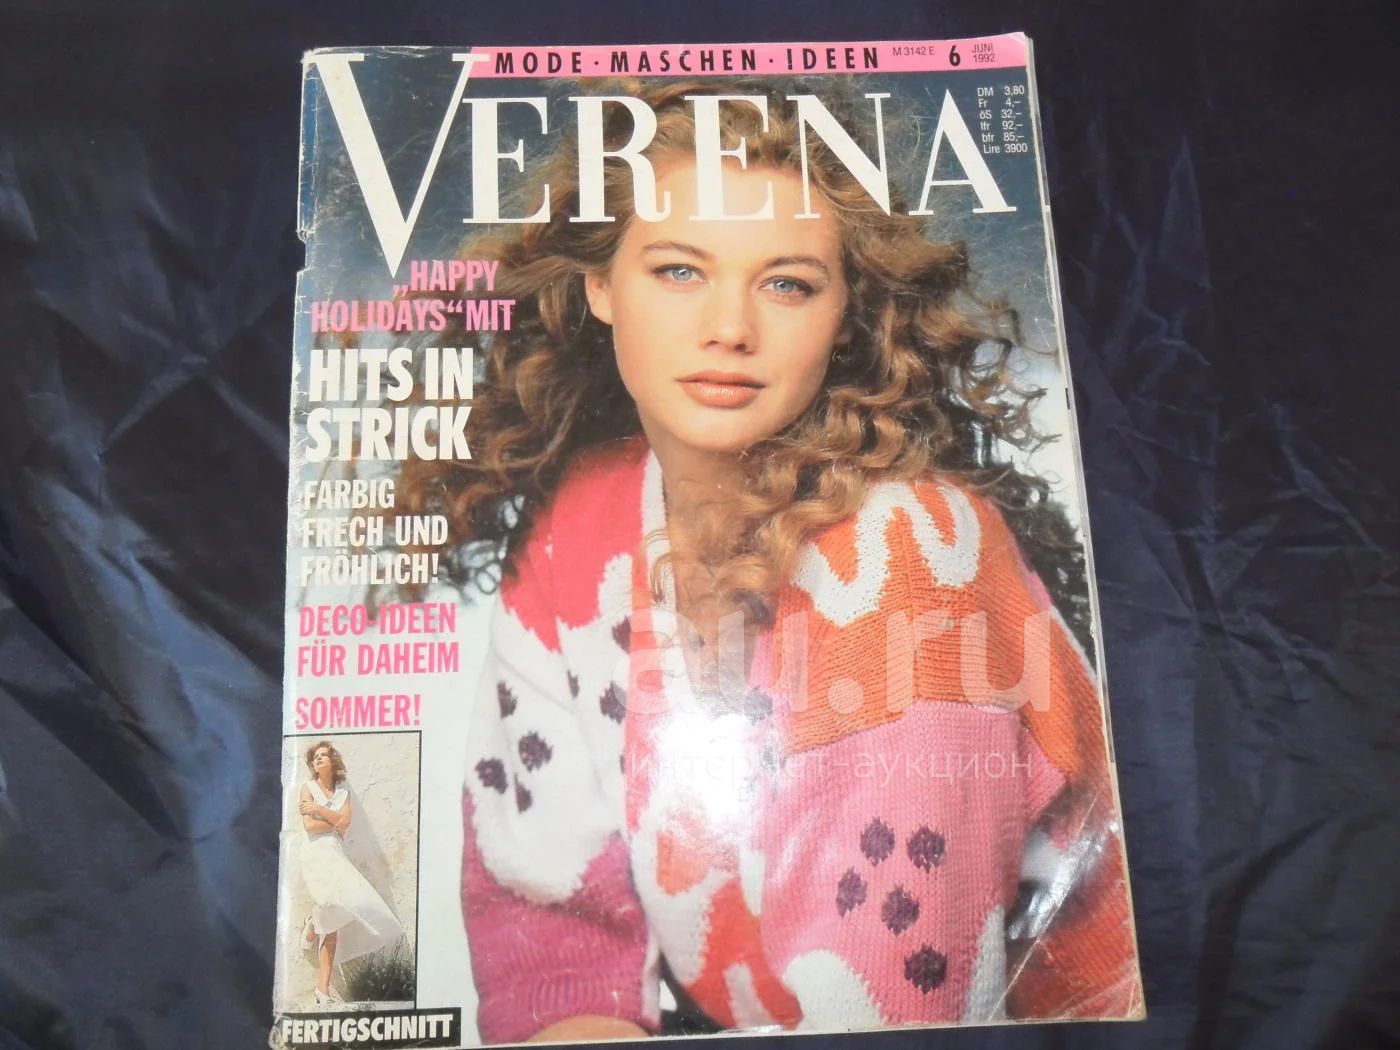 MODE · MASCHEN · IDEEN M 3142 E 6 JUNI 1992
VERENA
DM 3,80
Fr 4,–
öS 32,–
lfr 92,–
bfr 85,–
Lire 3900
„HAPPY
HOLIDAYS“ MIT
HITS IN
STRICK
FARBIG
FRECH UND
FRÖHLICH!
DECO-IDEEN
FÜR DAHEIM
SOMMER!
FERTIGSCHNITT
au.ru
интернет-аукцион